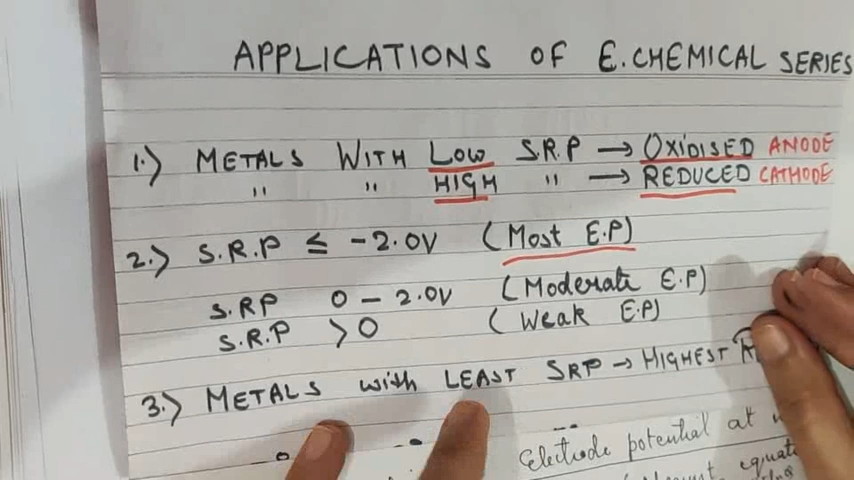 APPLICATIONS OF E.CHEMICAL SERIES
1.) METALS WITH LOW S.R.P → OXIDISED ANODE
" " HIGH " → REDUCED CATHODE
2.) S.R.P ≤ -2.0V (Most E.P)
S.RP 0 - 2.0V (Moderate E.P)
S.R.P >0 (Weak E.P)
3.) METALS with LEAST SRP → HIGHEST
Electrode potential at